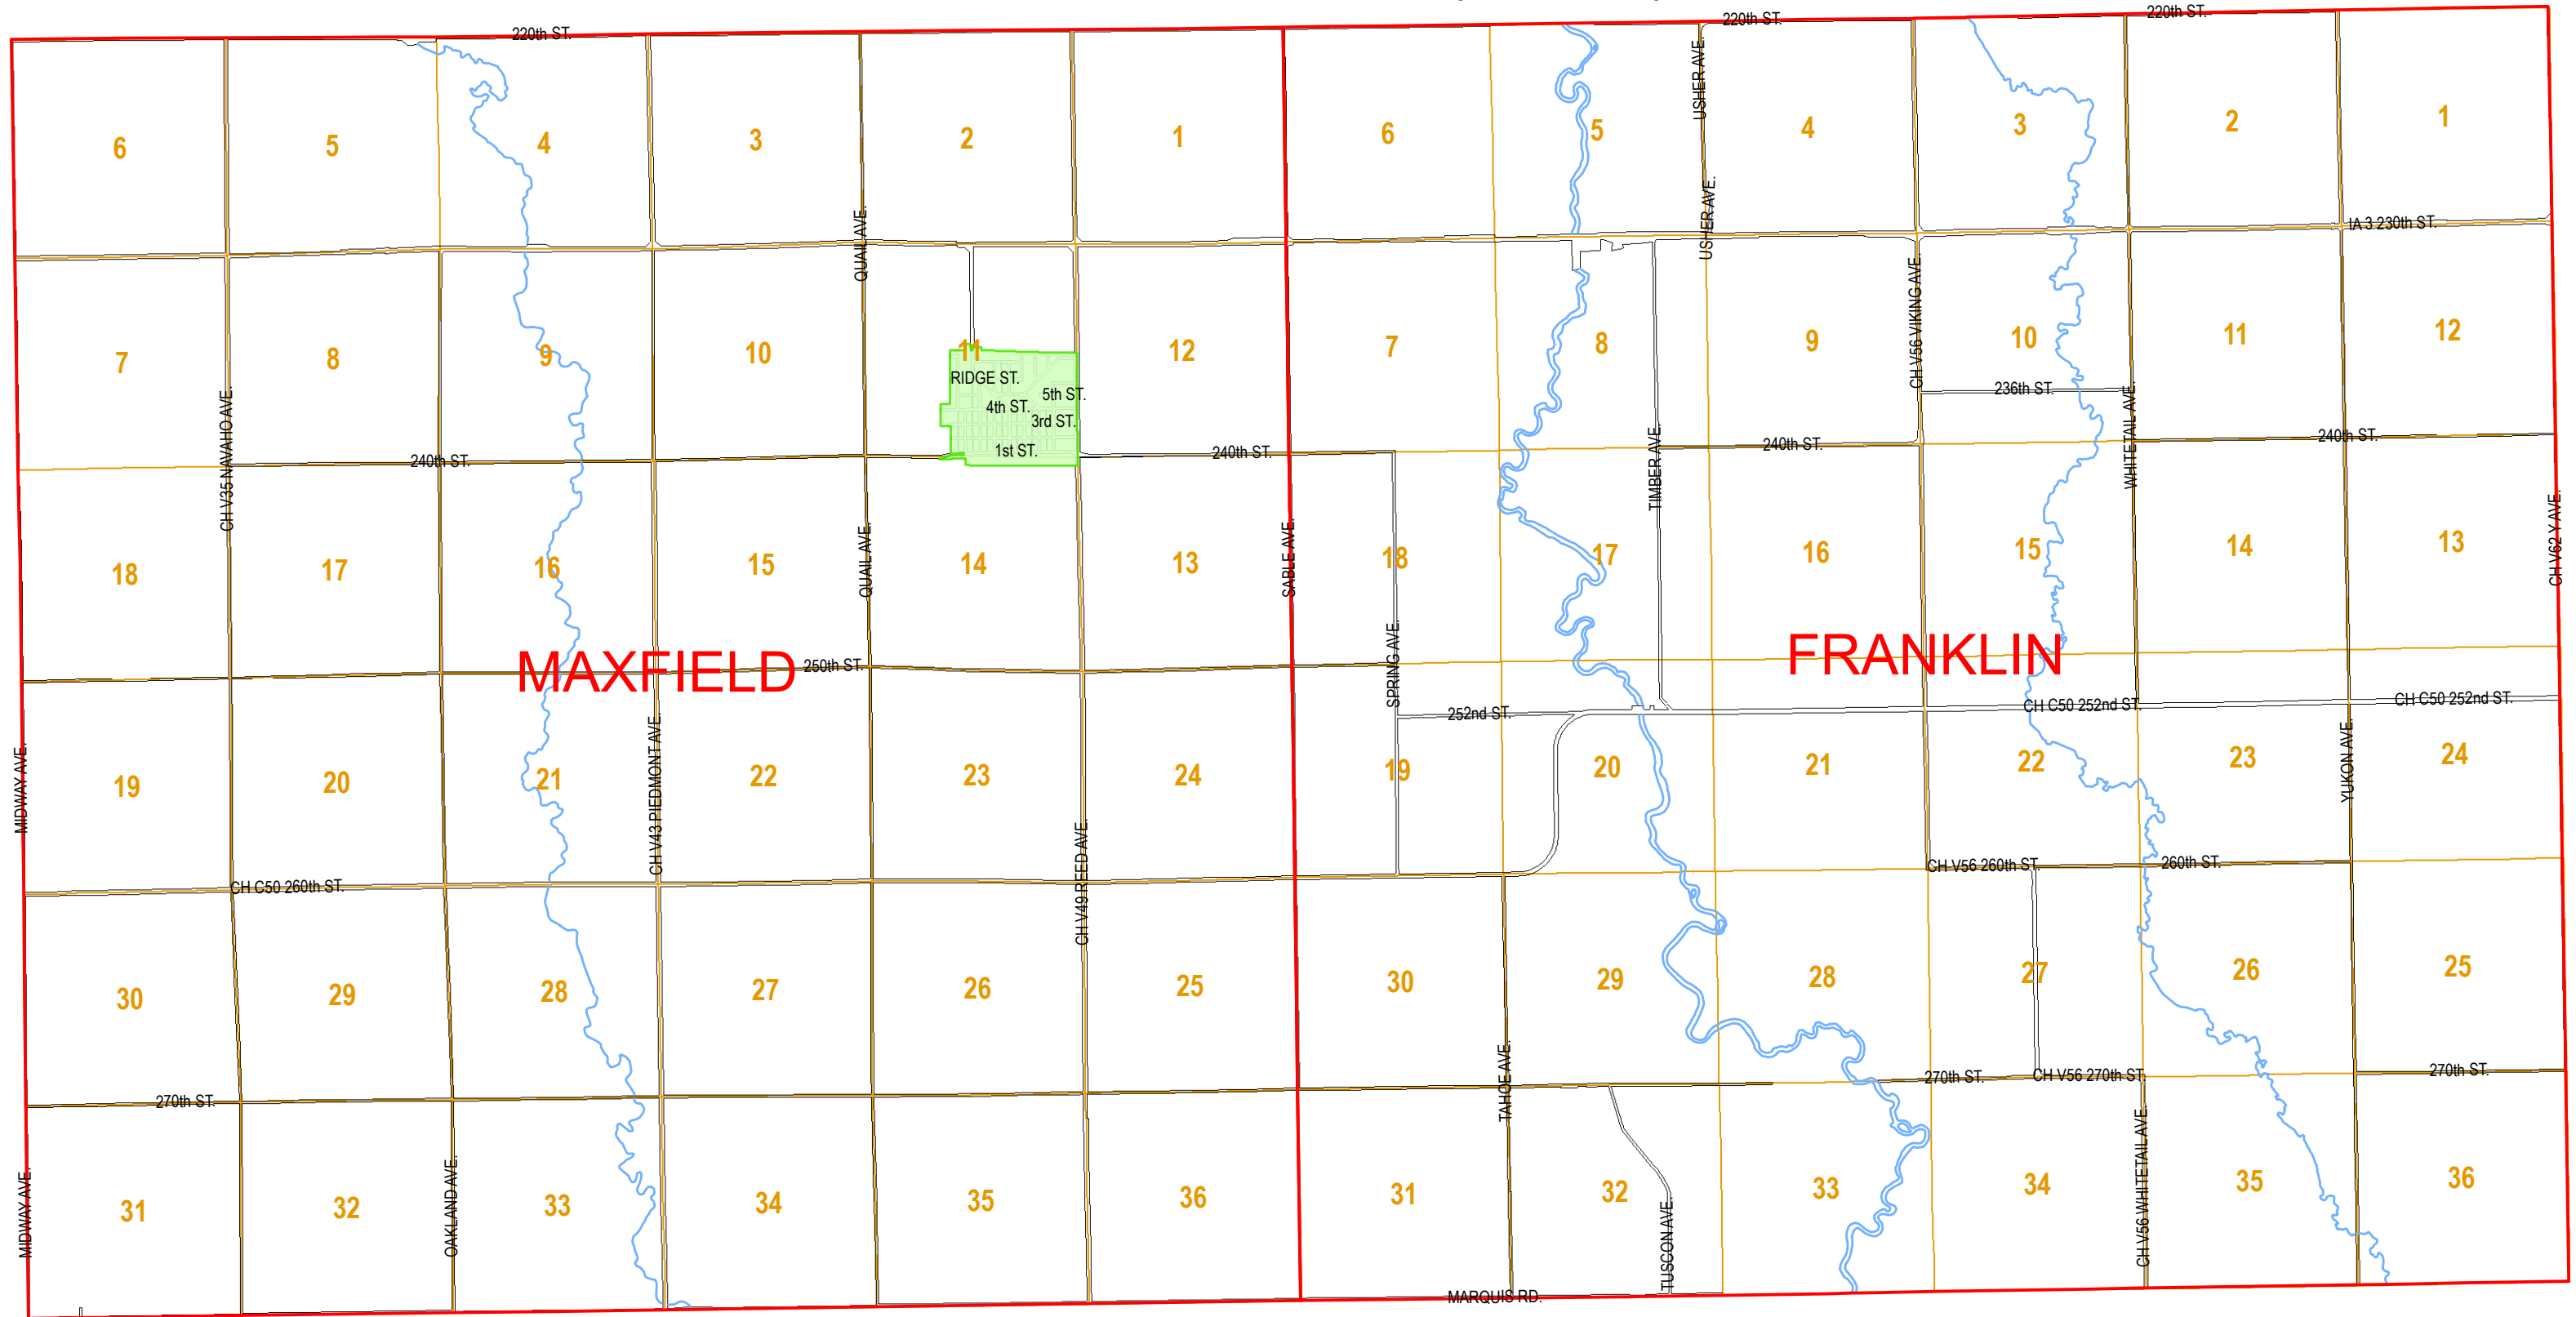 220th ST.
220th ST.
220th ST.
USHER AVE.
6
5
4
3
2
1
6
5
4
3
2
1
QUAIL AVE.
USHER AVE.
IA 3 230th ST.
CH V56 VIKING AVE.
7
8
9
10
11
12
7
8
9
10
11
12
RIDGE ST.
5th ST.
4th ST.
3rd ST.
1st ST.
236th ST.
CH V35 NAVAHO AVE.
240th ST.
240th ST.
TIMBER AVE.
240th ST.
WHITETAIL AVE.
240th ST.
18
17
16
15
14
13
18
17
16
15
14
13
QUAIL AVE.
SABLE AVE.
CH V62 Y AVE.
MAXFIELD
FRANKLIN
250th ST.
SPRING AVE.
252nd ST.
CH C50 252nd ST.
CH C50 252nd ST.
MIDWAY AVE.
CH V43 PIEDMONT AVE.
YUKON AVE.
19
20
21
22
23
24
19
20
21
22
23
24
CH C50 260th ST.
CH V49 REED AVE.
CH V56 260th ST.
260th ST.
30
29
28
27
26
25
30
29
28
27
26
25
270th ST.
TAHOE AVE.
270th ST.
CH V56 270th ST.
270th ST.
MIDWAY AVE.
OAKLAND AVE.
TUSCON AVE.
CH V56 WHITETAIL AVE.
31
32
33
34
35
36
31
32
33
34
35
36
MARQUIS RD.